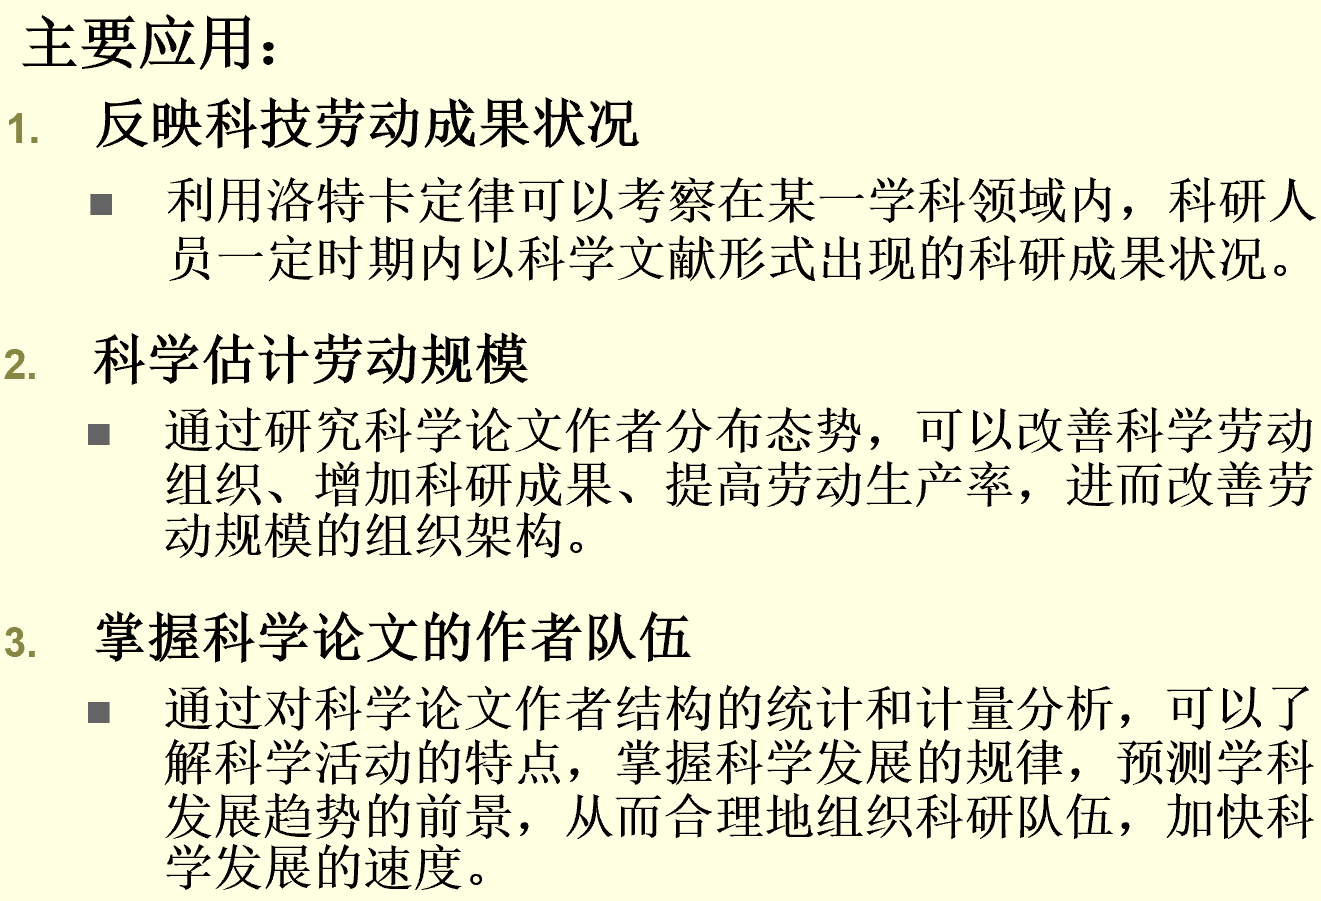 主要应用：
1. 反映科技劳动成果状况
■ 利用洛特卡定律可以考察在某一学科领域内，科研人
员一定时期内以科学文献形式出现的科研成果状况。
2. 科学估计劳动规模
■ 通过研究科学论文作者分布态势，可以改善科学劳动
组织、增加科研成果、提高劳动生产率，进而改善劳
动规模的组织架构。
3. 掌握科学论文的作者队伍
■ 通过对科学论文作者结构的统计和计量分析，可以了
解科学活动的特点，掌握科学发展的规律，预测学科
发展趋势的前景，从而合理地组织科研队伍，加快科
学发展的速度。